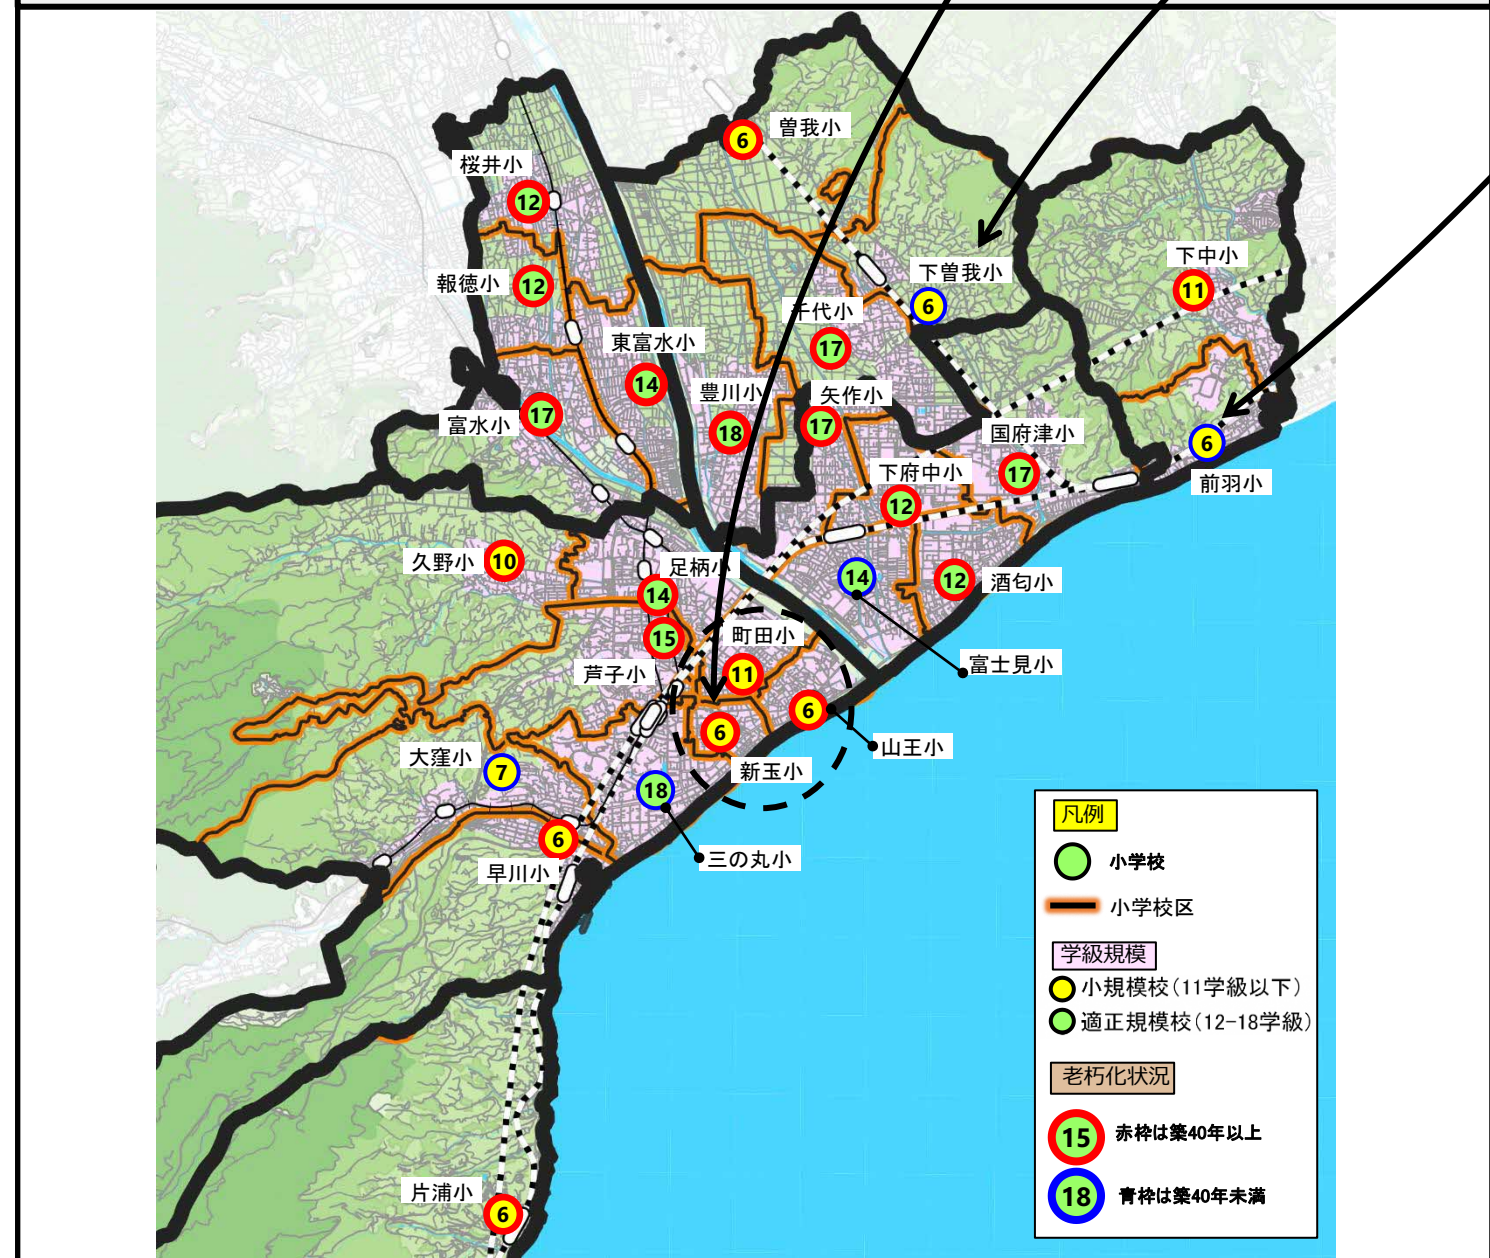 曽我小
6
桜井小
12
報徳小
12
下曽我小
6
下中小
11
千代小
17
東富水小
14
豊川小
18
矢作小
17
富水小
17
国府津小
17
6
前羽小
下府中小
12
久野小
10
足柄小
14
14
12
酒匂小
15
芦子小
町田小
11
富士見小
6
山王小
6
新玉小
大窪小
7
18
三の丸小
6
早川小
片浦小
6
凡例
小学校
小学校区
学級規模
小規模校(11学級以下)
適正規模校(12-18学級)
老朽化状況
15 赤枠は築40年以上
18 青枠は築40年未満